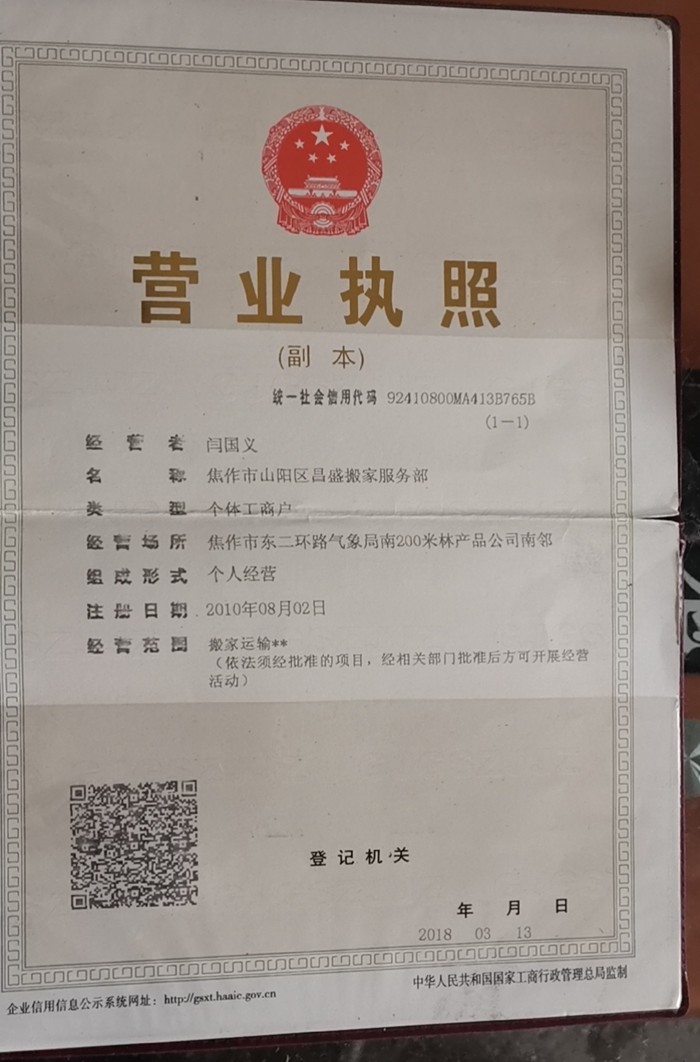 营业执照
(副 本)
统一社会信用代码 92410800MA413B765B
(1-1)
经营者 闫国义
名称 焦作市山阳区昌盛搬家服务部
类型 个体工商户
经营场所 焦作市东二环路气象局南200米林产品公司南邻
组成形式 个人经营
注册日期 2010年08月02日
经营范围 搬家运输**
(依法须经批准的项目,经相关部门批准后方可开展经营
活动)
登记机关
年 月 日
2018 03 13
企业信用信息公示系统网址: http://gsxt.haaic.gov.cn
中华人民共和国国家工商行政管理总局监制